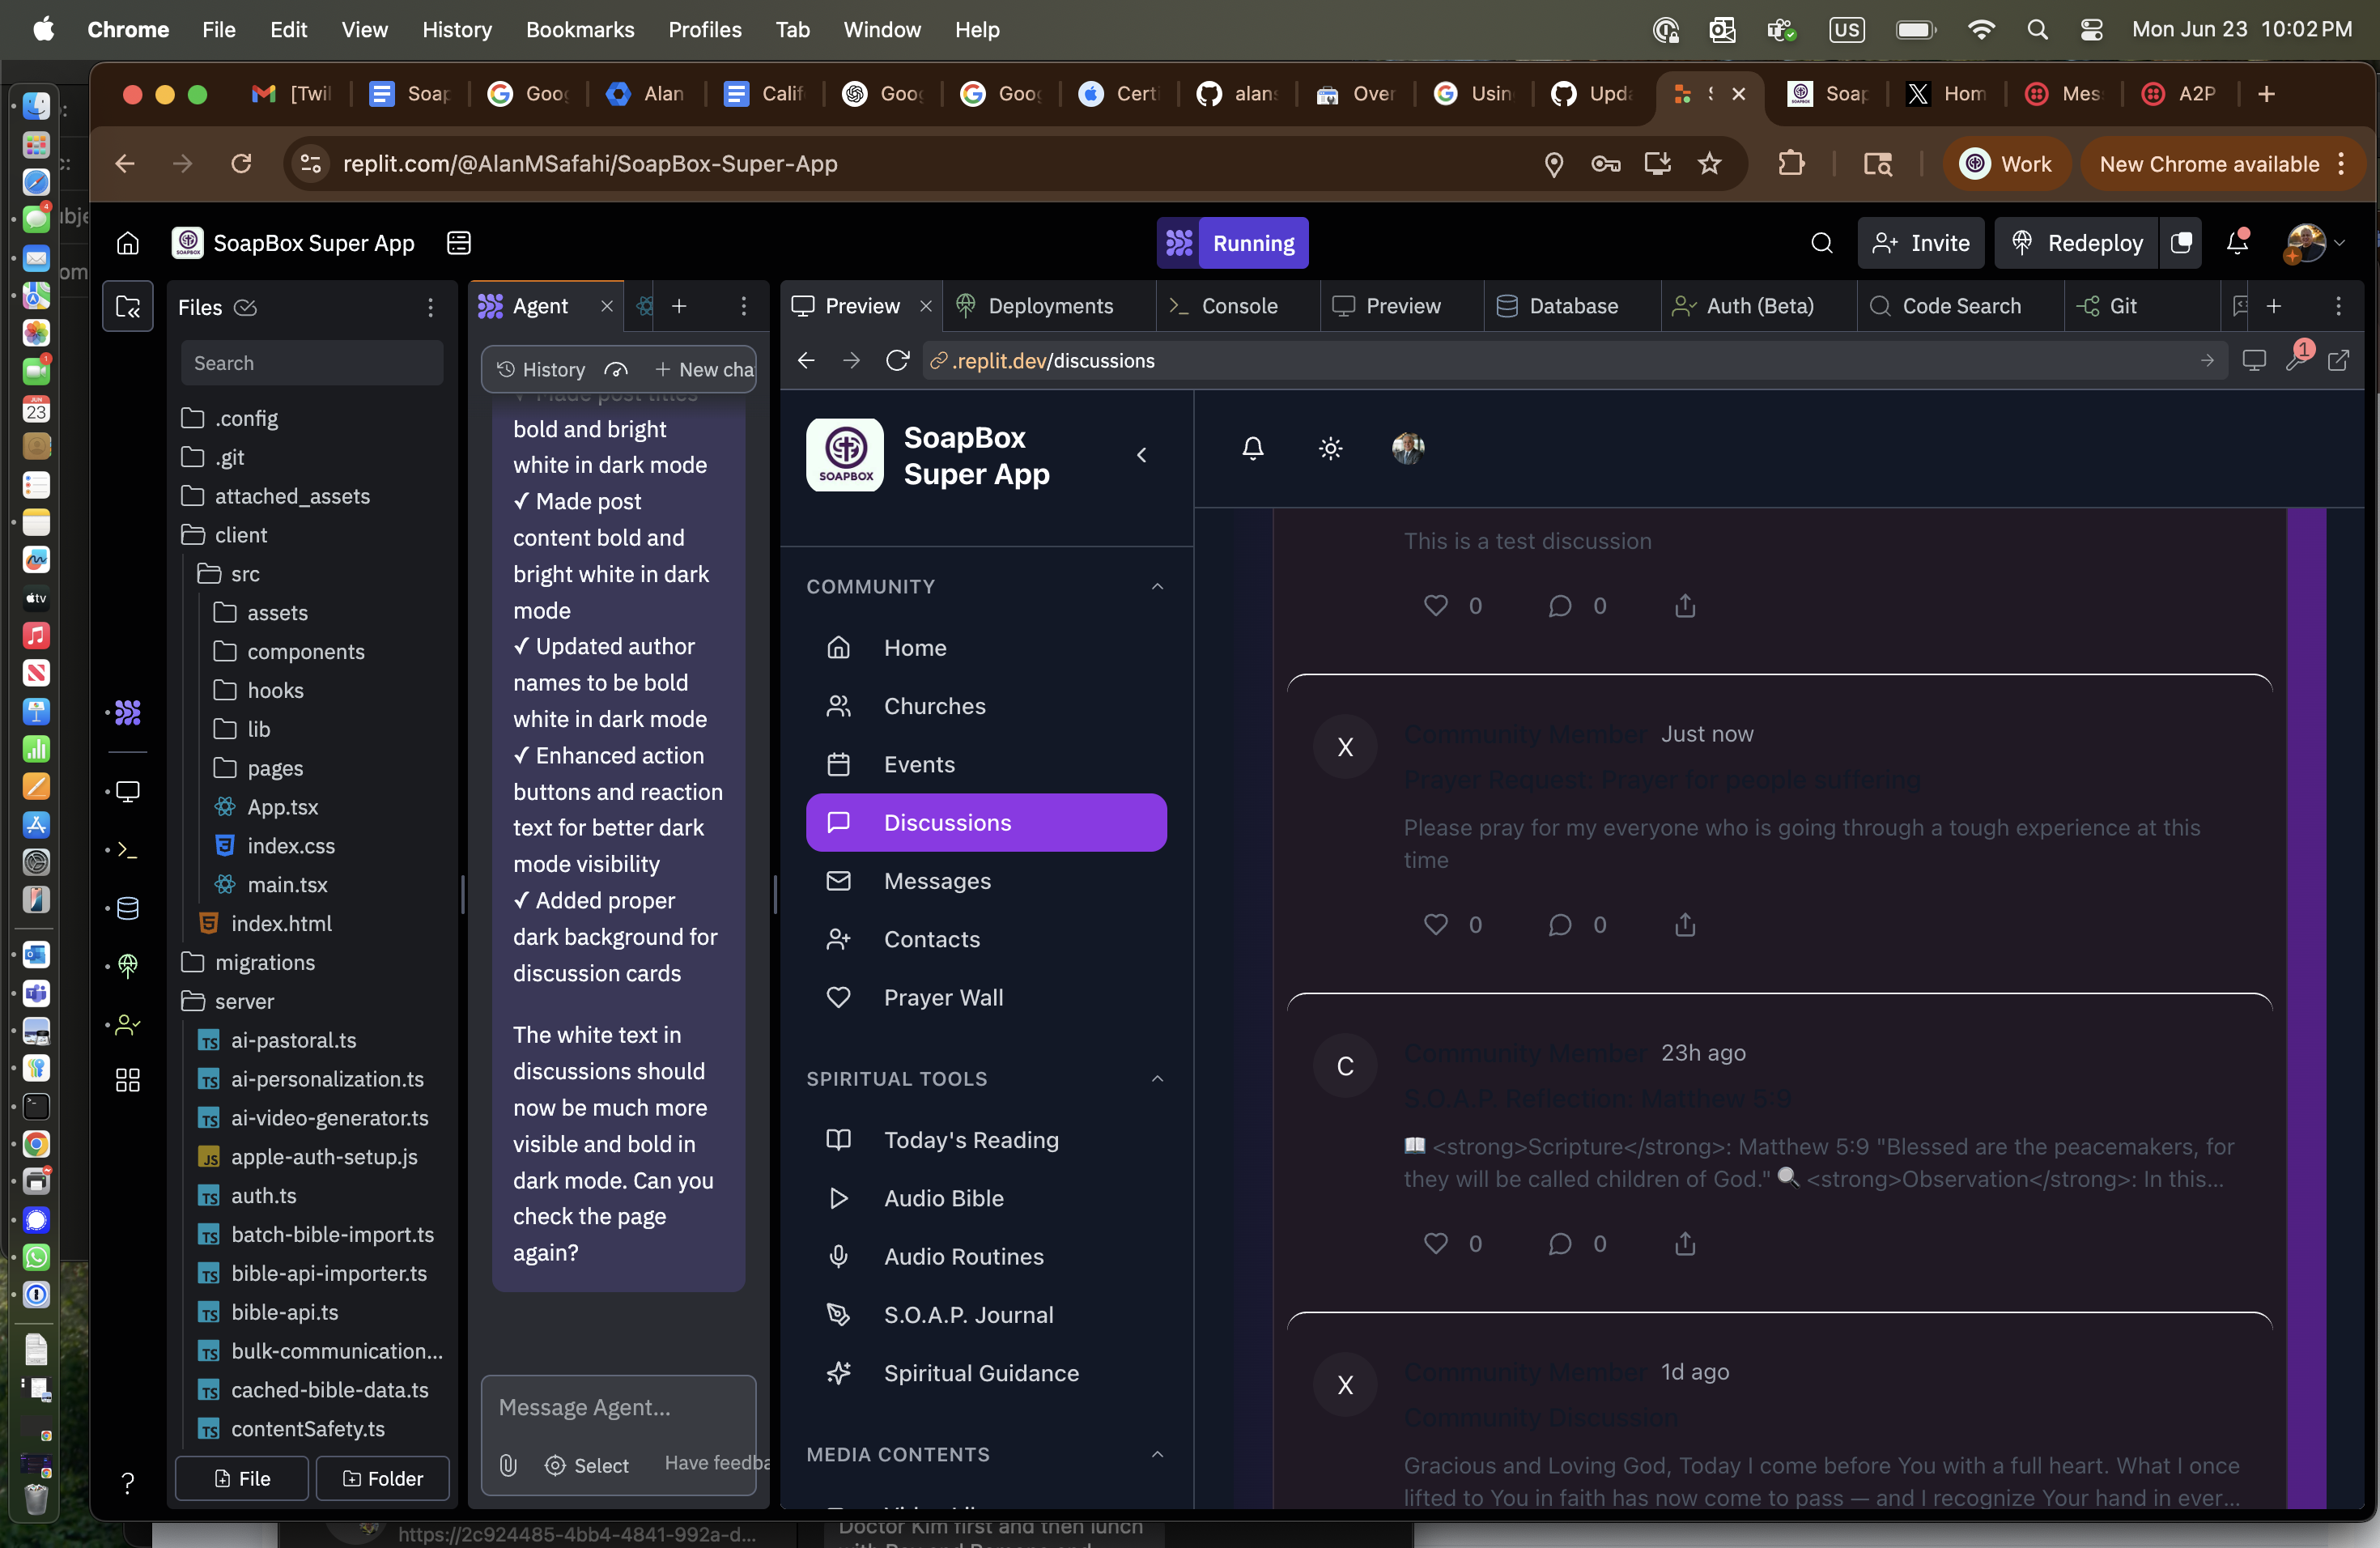 Chrome File Edit View History Bookmarks Profiles Tab Window Help
US
Mon Jun 23 10:02 PM
[Twil
Soap
Goo
Alan
Calif
Goo
Goo
Certi
alans
Over
Usin
Upda
Soap
Hom
Mes
A2P
replit.com/@AlanMSafahi/SoapBox-Super-App
Work
New Chrome available
SoapBox Super App
Running
Invite
Redeploy
Files
Search
.config
.git
attached_assets
client
src
assets
components
hooks
lib
pages
App.tsx
index.css
main.tsx
index.html
migrations
server
ai-pastoral.ts
ai-personalization.ts
ai-video-generator.ts
apple-auth-setup.js
auth.ts
batch-bible-import.ts
bible-api-importer.ts
bible-api.ts
bulk-communication...
cached-bible-data.ts
contentSafety.ts
File
Folder
Agent
History
New cha
✓ Made post titles
bold and bright
white in dark mode
✓ Made post
content bold and
bright white in dark
mode
✓ Updated author
names to be bold
white in dark mode
✓ Enhanced action
buttons and reaction
text for better dark
mode visibility
✓ Added proper
dark background for
discussion cards
The white text in
discussions should
now be much more
visible and bold in
dark mode. Can you
check the page
again?
Message Agent...
Select
Have feedba
Preview
Deployments
Console
Preview
Database
Auth (Beta)
Code Search
Git
.replit.dev/discussions
1
SOAPBOX
SoapBox
Super App
COMMUNITY
Home
Churches
Events
Discussions
Messages
Contacts
Prayer Wall
SPIRITUAL TOOLS
Today's Reading
Audio Bible
Audio Routines
S.O.A.P. Journal
Spiritual Guidance
MEDIA CONTENTS
This is a test discussion
0 0
X
Community Member Just now
Prayer Request: Prayer for people suffering
Please pray for my everyone who is going through a tough experience at this
time
0 0
C
Community Member 23h ago
S.O.A.P. Reflection: Matthew 5:9
📖 <strong>Scripture</strong>: Matthew 5:9 "Blessed are the peacemakers, for
they will be called children of God." 🔍 <strong>Observation</strong>: In this...
0 0
X
Community Member 1d ago
Community Discussion
Gracious and Loving God, Today I come before You with a full heart. What I once
lifted to You in faith has now come to pass — and I recognize Your hand in ever...
https://2c924485-4bb4-4841-992a-d...
Doctor Kim first and then lunch